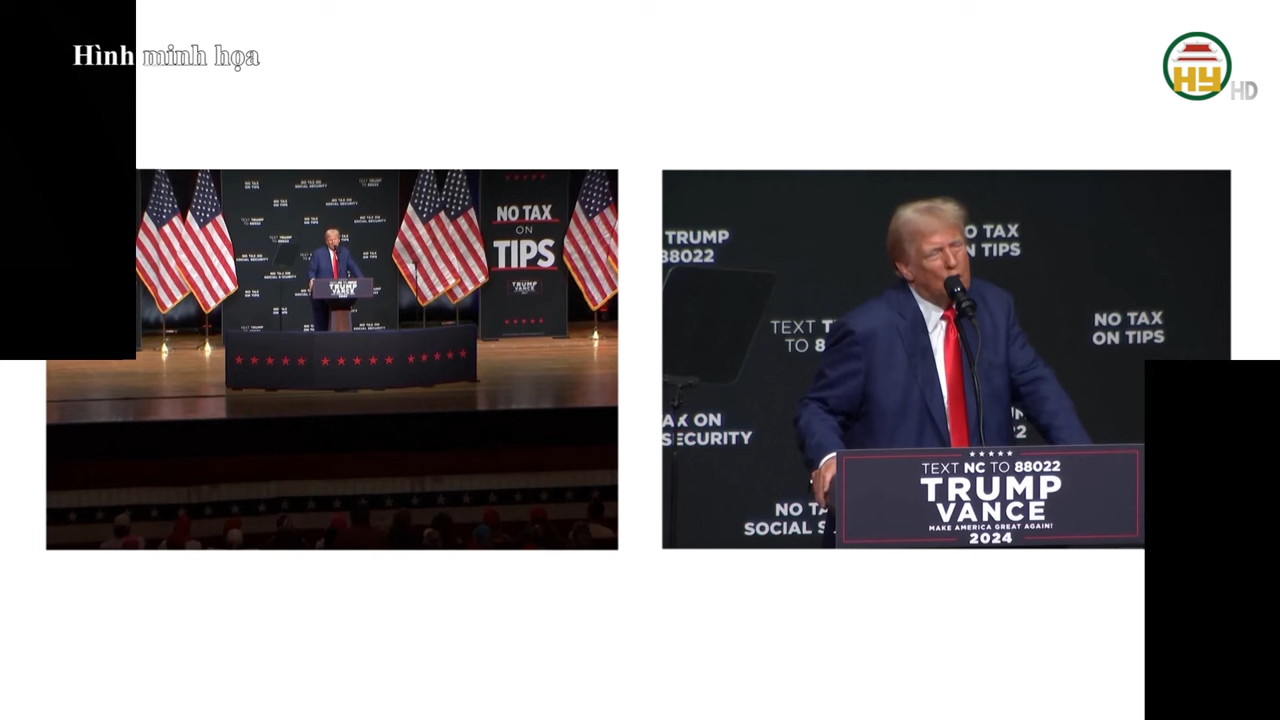 Hình minh họa
HY
HD
NO TAX
ON
TIPS
TRUMP
VANCE
TRUMP
88022
NO TAX
ON TIPS
TEXT
TO 8
NO TAX
ON TIPS
TAX ON
SECURITY
NO TA
SOCIAL S
TEXT NC TO 88022
TRUMP
VANCE
MAKE AMERICA GREAT AGAIN!
2024